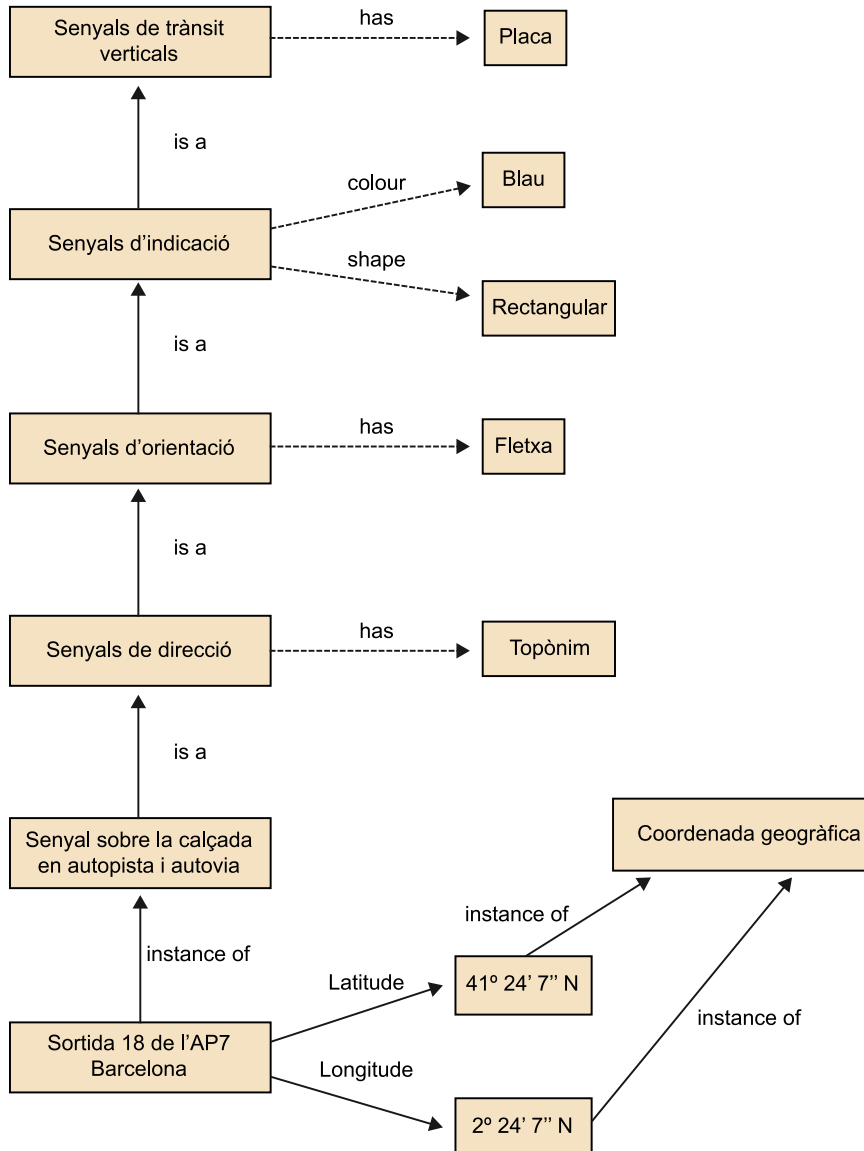 Senyals de trànsit
verticals
has
Placa
is a
colour
Blau
Senyals d’indicació
shape
Rectangular
is a
Senyals d’orientació
has
Fletxa
is a
Senyals de direcció
has
Topònim
is a
Senyal sobre la calçada
en autopista i autovia
Coordenada geogràfica
instance of
instance of
Latitude
41º 24’ 7’’ N
instance of
Sortida 18 de l’AP7
Barcelona
Longitude
2º 24’ 7’’ N